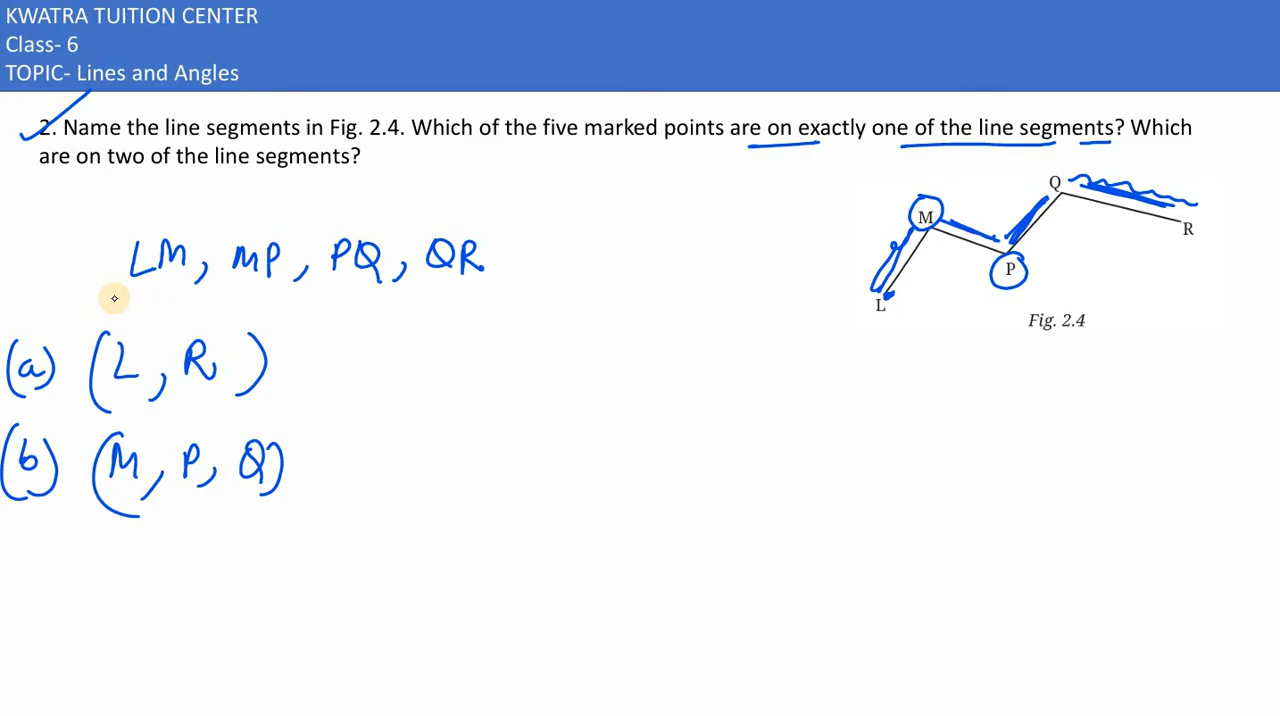 KWATRA TUITION CENTER
Class- 6
TOPIC- Lines and Angles
2. Name the line segments in Fig. 2.4. Which of the five marked points are on exactly one of the line segments? Which
are on two of the line segments?
Q
M
R
P
L
Fig. 2.4
LM, MP, PQ, QR
(a) (L, R)
(b) (M, P, Q)